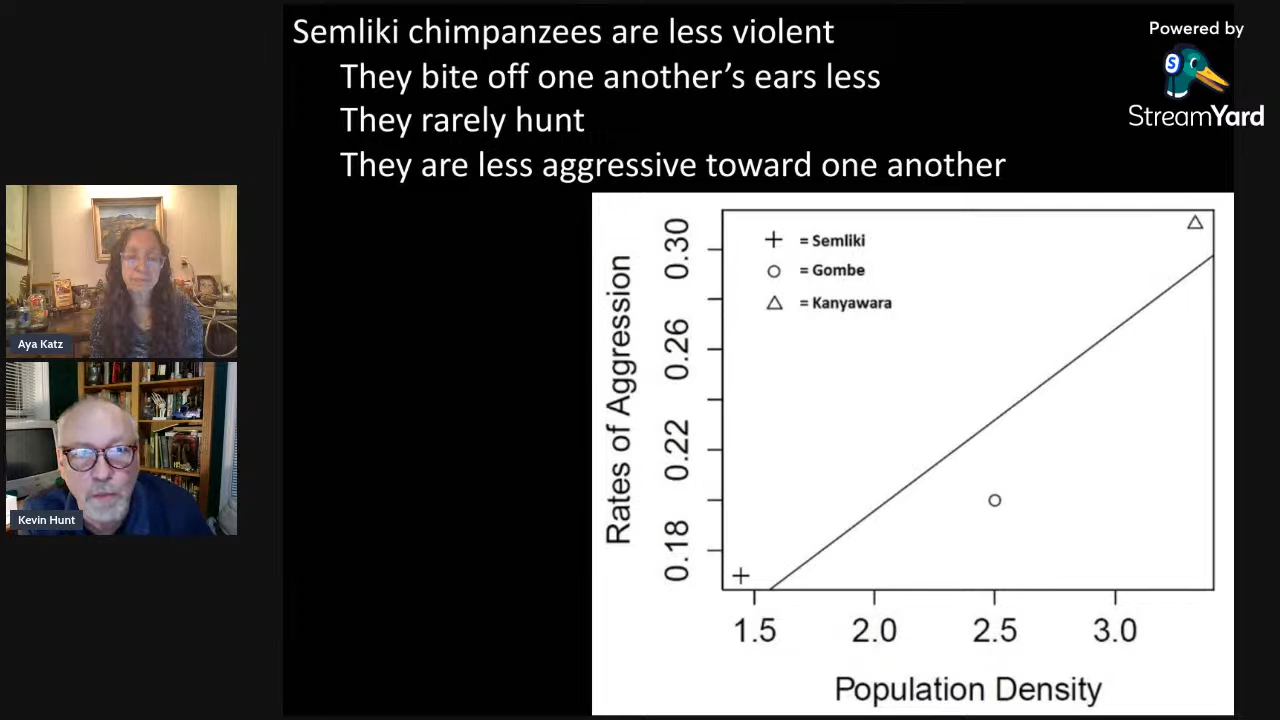 Semliki chimpanzees are less violent
They bite off one another’s ears less
They rarely hunt
They are less aggressive toward one another
Powered by
S
StreamYard
Aya Katz
Kevin Hunt
Rates of Aggression
0.30
0.26
0.22
0.18
+ = Semliki
○ = Gombe
△ = Kanyawara
1.5 2.0 2.5 3.0
Population Density